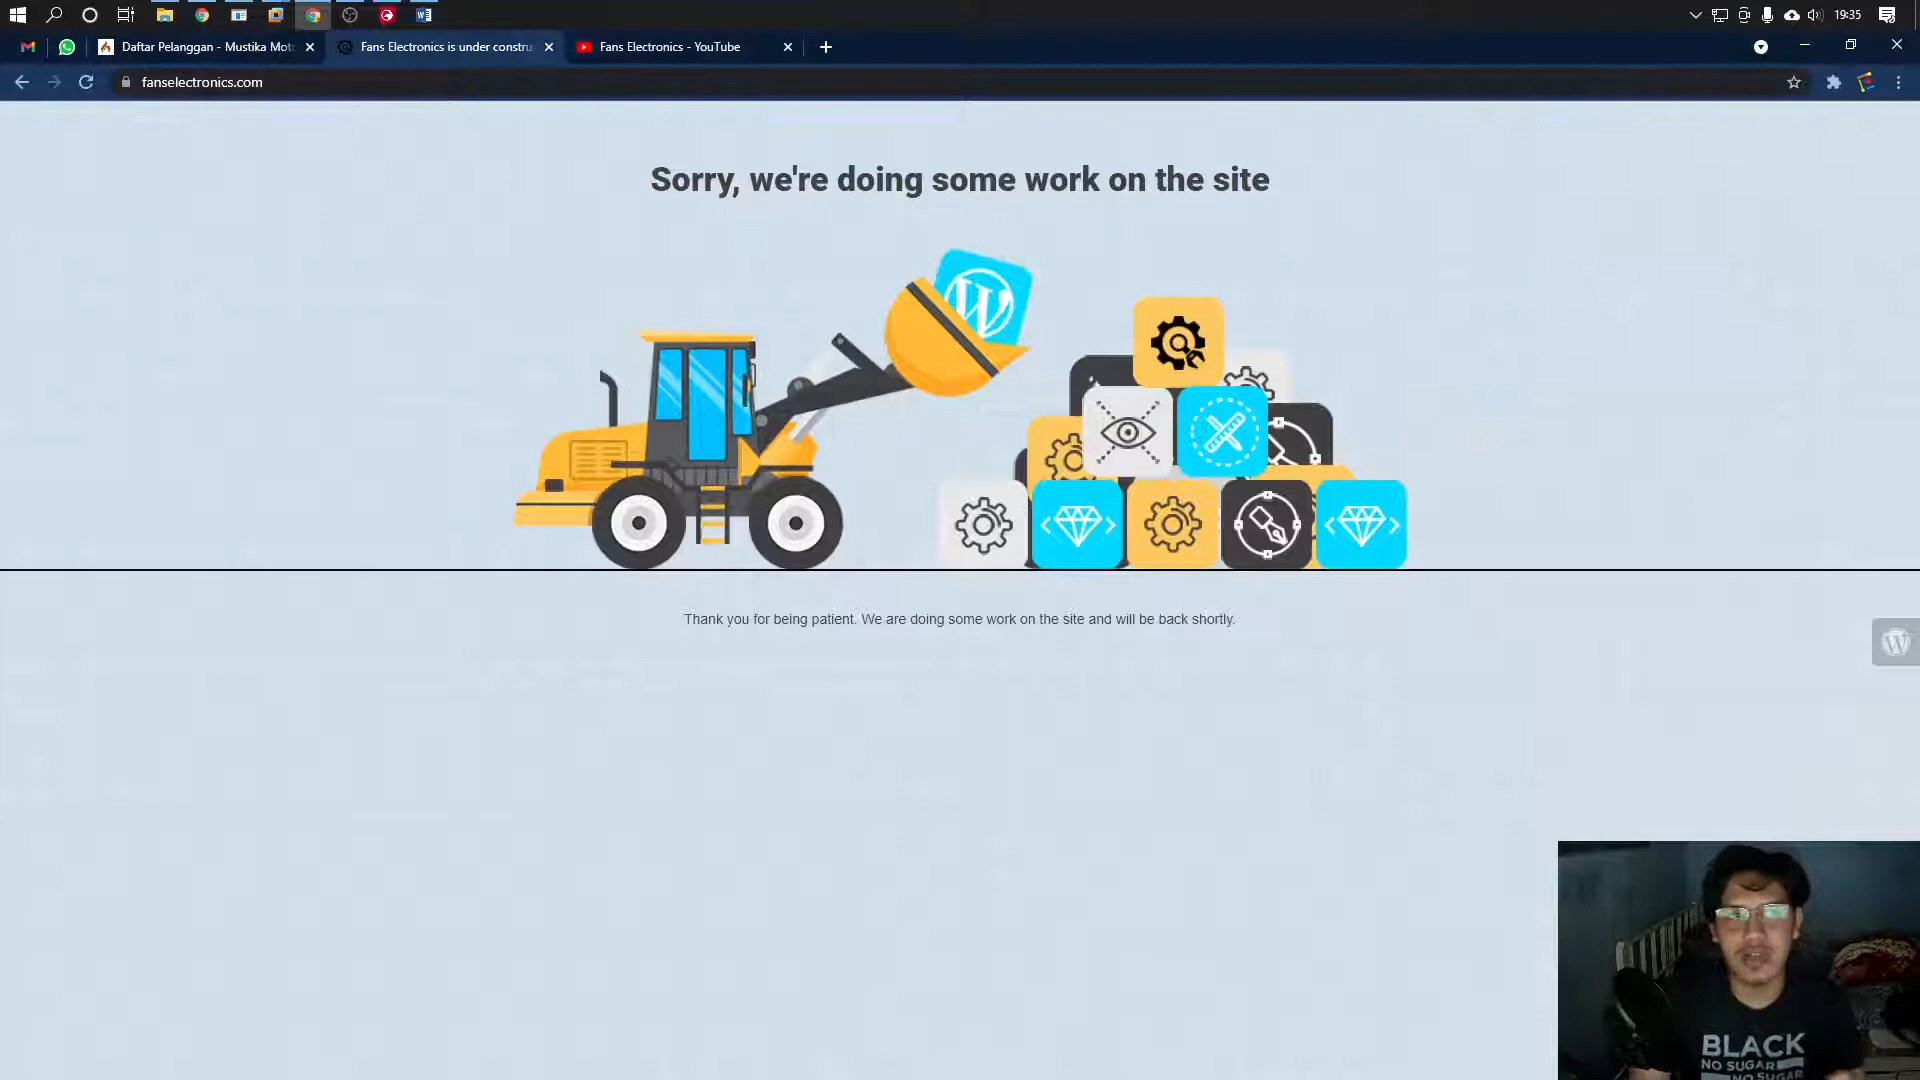 19:35
Daftar Pelanggan - Mustika Mot
Fans Electronics is under constru
Fans Electronics - YouTube
fanselectronics.com
Sorry, we're doing some work on the site
Thank you for being patient. We are doing some work on the site and will be back shortly.
BLACK
NO SUGAR
NO SUGAR